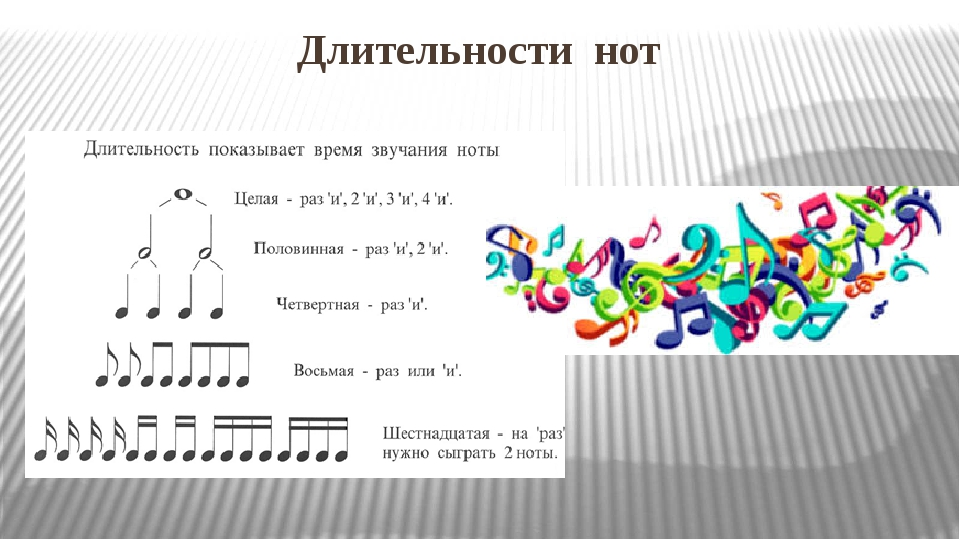 Длительности нот
Длительность показывает время звучания ноты
Целая - раз 'и', 2 'и', 3 'и', 4 'и'.
Половинная - раз 'и', 2 'и'.
Четвертная - раз 'и'.
Восьмая - раз или 'и'.
Шестнадцатая - на 'раз'
нужно сыграть 2 ноты.